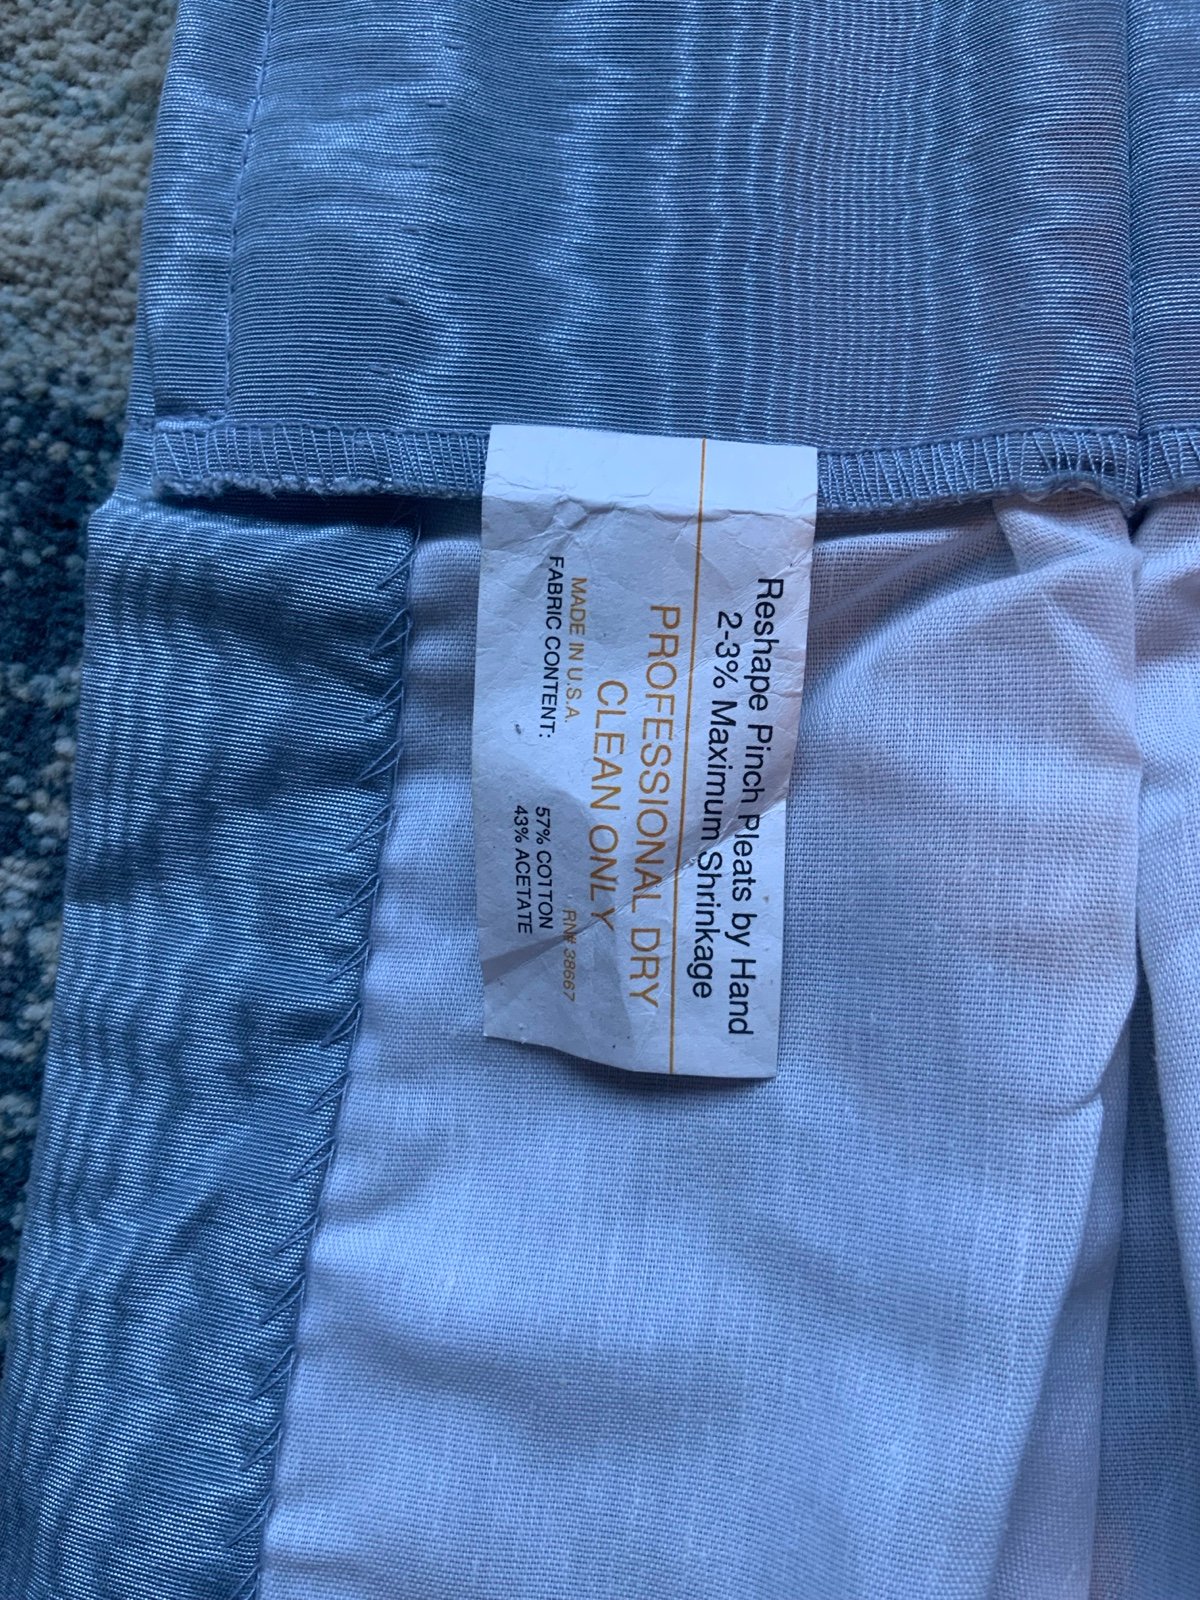 Reshape Pinch Pleats by Hand
2-3% Maximum Shrinkage
PROFESSIONAL DRY
CLEAN ONLY
MADE IN U.S.A. RN# 38667
FABRIC CONTENT:
57% COTTON
43% ACETATE